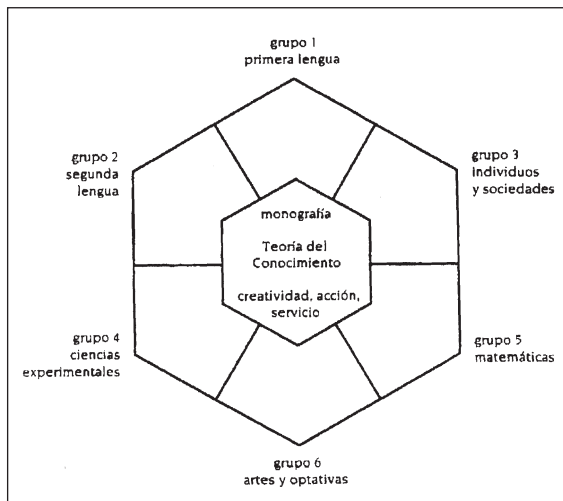 grupo 1
primera lengua
grupo 2
segunda
lengua
grupo 3
individuos
y sociedades
monografía
Teoría del
Conocimiento
creatividad, acción,
servicio
grupo 4
ciencias
experimentales
grupo 5
matemáticas
grupo 6
artes y optativas